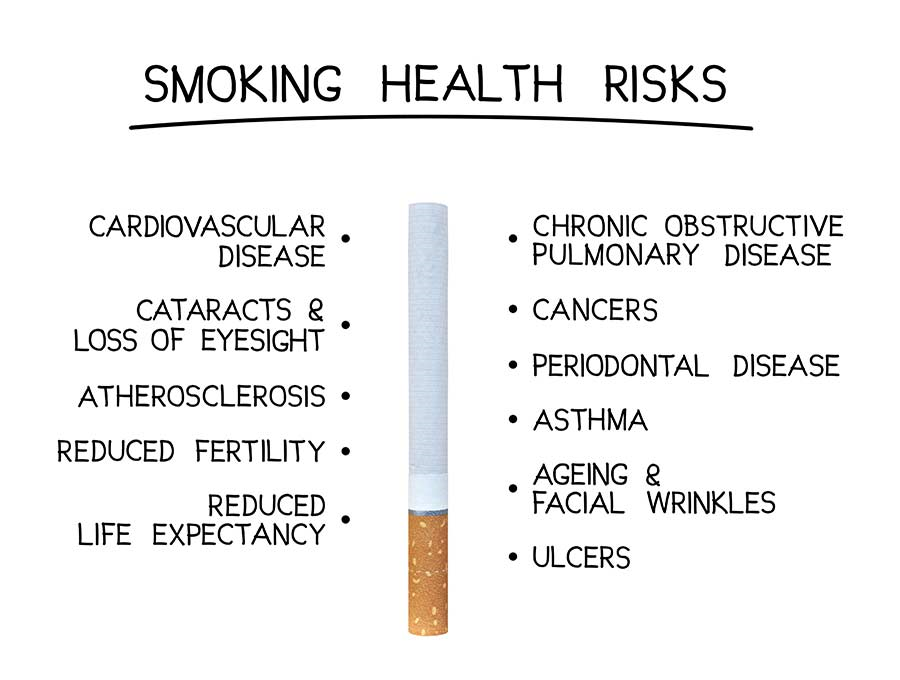 SMOKING HEALTH RISKS
CARDIOVASCULAR
DISEASE
CATARACTS &
LOSS OF EYESIGHT
ATHEROSCLEROSIS
REDUCED FERTILITY
REDUCED
LIFE EXPECTANCY
CHRONIC OBSTRUCTIVE
PULMONARY DISEASE
CANCERS
PERIODONTAL DISEASE
ASTHMA
AGEING &
FACIAL WRINKLES
ULCERS